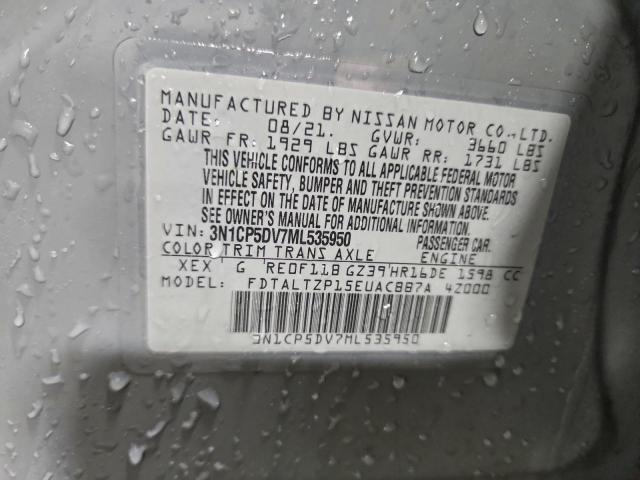 MANUFACTURED BY NISSAN MOTOR CO.,LTD.
DATE: 08/21. GVWR: 3660 LBS
GAWR FR: 1929 LBS GAWR RR: 1731 LBS
THIS VEHICLE CONFORMS TO ALL APPLICABLE FEDERAL MOTOR
VEHICLE SAFETY, BUMPER AND THEFT PREVENTION STANDARDS
IN EFFECT ON THE DATE OF MANUFACTURE SHOWN ABOVE.
SEE OWNER'S MANUAL FOR ADDITIONAL INFORMATION.
VIN: 3N1CP5DV7ML535950 PASSENGER CAR.
COLOR TRIM TRANS AXLE ENGINE
XEX G RE0F11B GZ39 HR16DE 1598 CC
MODEL: FDTALTZP15EUAC887A 4Z000
3N1CP5DV7ML535950